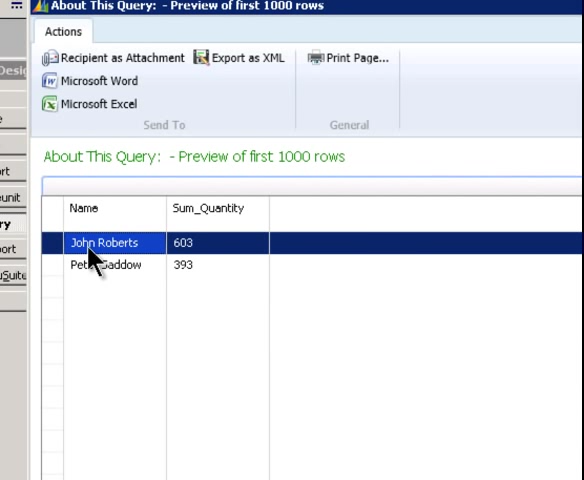 About This Query: - Preview of first 1000 rows
Actions
Recipient as Attachment
Export as XML
Print Page...
Microsoft Word
Microsoft Excel
Send To
General
About This Query: - Preview of first 1000 rows
Name Sum_Quantity
John Roberts 603
393